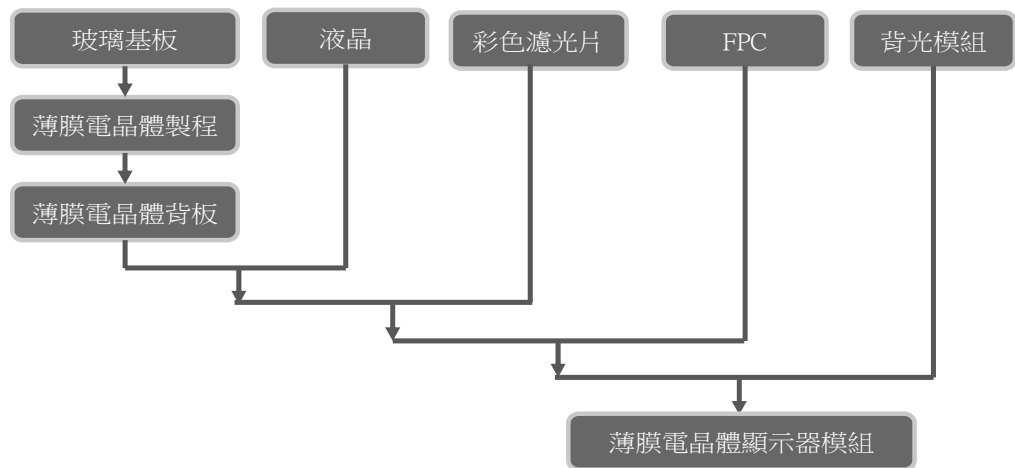 玻璃基板
液晶
彩色濾光片
FPC
背光模組
薄膜電晶體製程
薄膜電晶體背板
薄膜電晶體顯示器模組